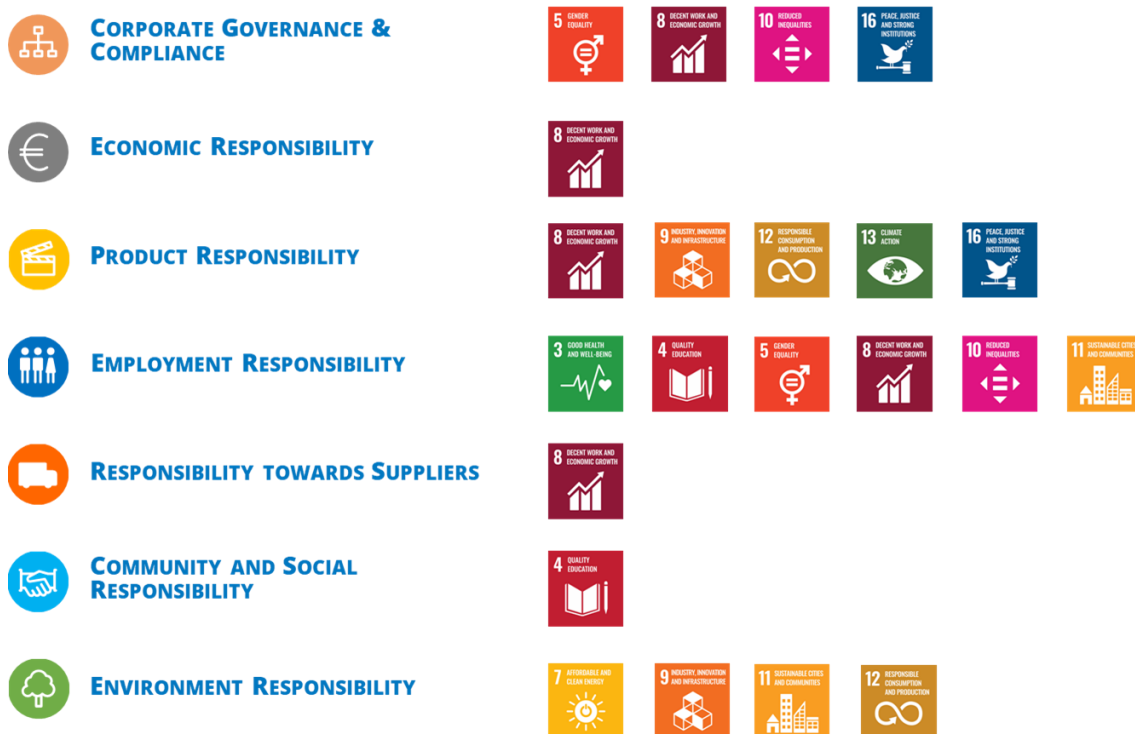 CORPORATE GOVERNANCE &
COMPLIANCE
5 GENDER
EQUALITY
8 DECENT WORK AND
ECONOMIC GROWTH
10 REDUCED
INEQUALITIES
16 PEACE, JUSTICE
AND STRONG
INSTITUTIONS
ECONOMIC RESPONSIBILITY
8 DECENT WORK AND
ECONOMIC GROWTH
PRODUCT RESPONSIBILITY
8 DECENT WORK AND
ECONOMIC GROWTH
9 INDUSTRY, INNOVATION
AND INFRASTRUCTURE
12 RESPONSIBLE
CONSUMPTION
AND PRODUCTION
13 CLIMATE
ACTION
16 PEACE, JUSTICE
AND STRONG
INSTITUTIONS
EMPLOYMENT RESPONSIBILITY
3 GOOD HEALTH
AND WELL-BEING
4 QUALITY
EDUCATION
5 GENDER
EQUALITY
8 DECENT WORK AND
ECONOMIC GROWTH
10 REDUCED
INEQUALITIES
11 SUSTAINABLE CITIES
AND COMMUNITIES
RESPONSIBILITY TOWARDS SUPPLIERS
8 DECENT WORK AND
ECONOMIC GROWTH
COMMUNITY AND SOCIAL
RESPONSIBILITY
4 QUALITY
EDUCATION
ENVIRONMENT RESPONSIBILITY
7 AFFORDABLE AND
CLEAN ENERGY
9 INDUSTRY, INNOVATION
AND INFRASTRUCTURE
11 SUSTAINABLE CITIES
AND COMMUNITIES
12 RESPONSIBLE
CONSUMPTION
AND PRODUCTION